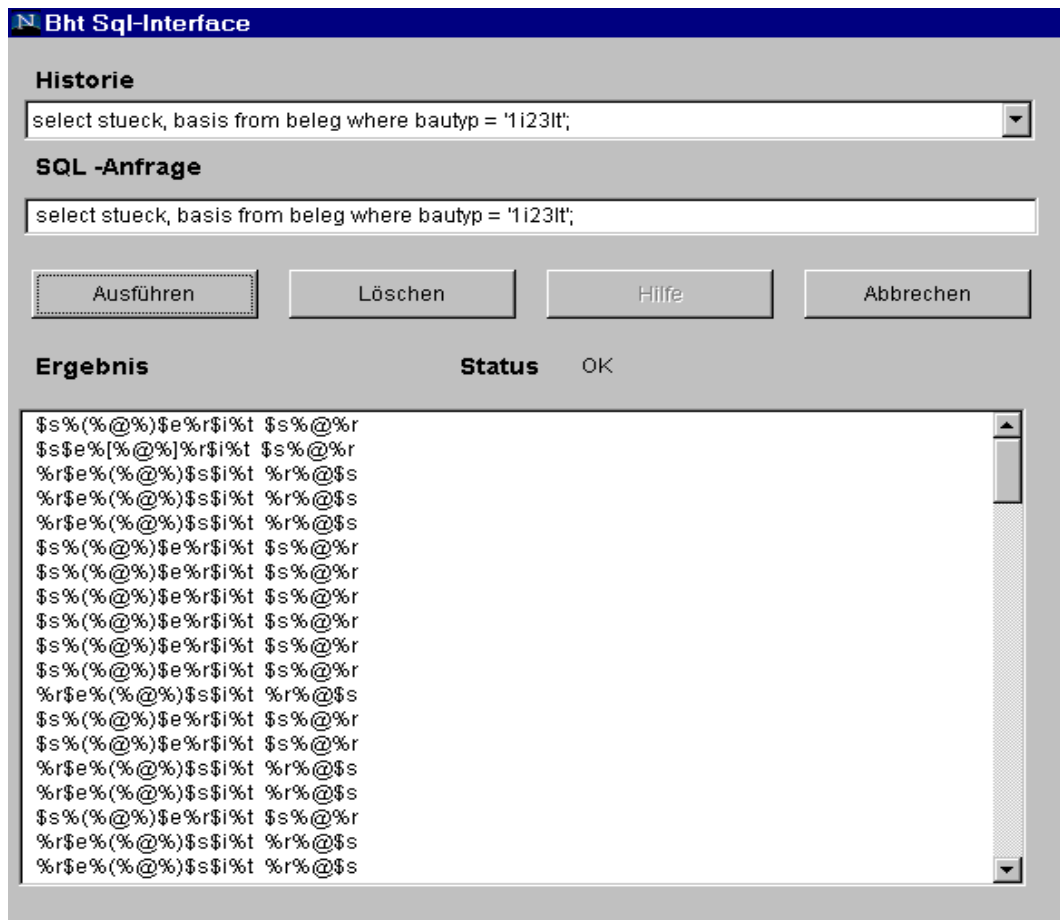 Bht Sql-Interface
Historie
select stueck, basis from beleg where bautyp = '1i23lt';
SQL -Anfrage
select stueck, basis from beleg where bautyp = '1i23lt';
Ausführen Löschen Hilfe Abbrechen
Ergebnis Status OK
$s%(%@%)$e%r$i%t $s%@%r
$s$e%[%@%]%r$i%t $s%@%r
%r$e%(%@%)$s$i%t %r%@$s
%r$e%(%@%)$s$i%t %r%@$s
%r$e%(%@%)$s$i%t %r%@$s
$s%(%@%)$e%r$i%t $s%@%r
$s%(%@%)$e%r$i%t $s%@%r
$s%(%@%)$e%r$i%t $s%@%r
$s%(%@%)$e%r$i%t $s%@%r
$s%(%@%)$e%r$i%t $s%@%r
$s%(%@%)$e%r$i%t $s%@%r
%r$e%(%@%)$s$i%t %r%@$s
$s%(%@%)$e%r$i%t $s%@%r
$s%(%@%)$e%r$i%t $s%@%r
%r$e%(%@%)$s$i%t %r%@$s
%r$e%(%@%)$s$i%t %r%@$s
$s%(%@%)$e%r$i%t $s%@%r
%r$e%(%@%)$s$i%t %r%@$s
%r$e%(%@%)$s$i%t %r%@$s